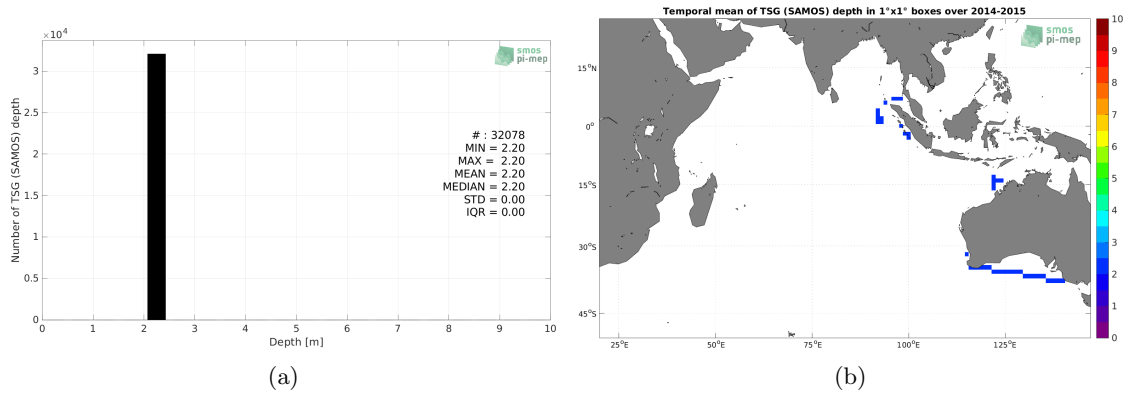 ×10⁴
3
2.5
2
1.5
1
0.5
0
0 1 2 3 4 5 6 7 8 9 10
Number of TSG (SAMOS) depth
Depth [m]
smos
pi-mep
# : 32078
MIN = 2.20
MAX = 2.20
MEAN = 2.20
MEDIAN = 2.20
STD = 0.00
IQR = 0.00
(a)
Temporal mean of TSG (SAMOS) depth in 1°x1° boxes over 2014-2015
smos
pi-mep
15°N
0°
15°S
30°S
45°S
25°E 50°E 75°E 100°E 125°E
10
9
8
7
6
5
4
3
2
1
0
(b)